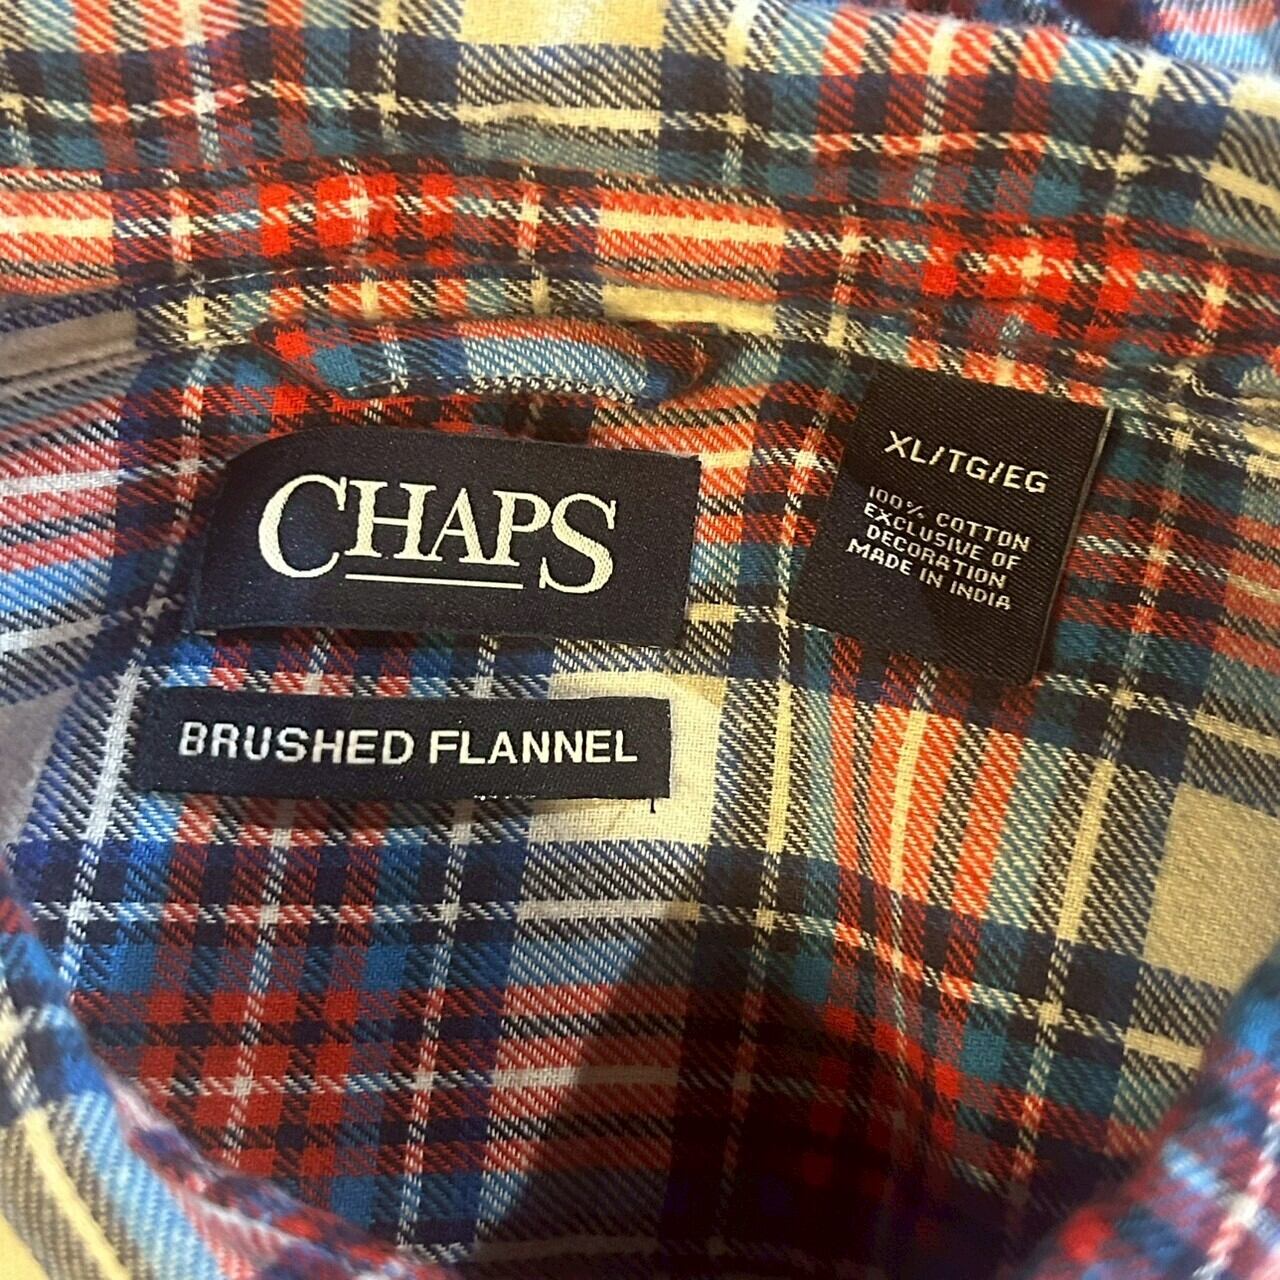 CHAPS
BRUSHED FLANNEL
XL/TG/EG
100% COTTON
EXCLUSIVE OF
DECORATION
MADE IN INDIA